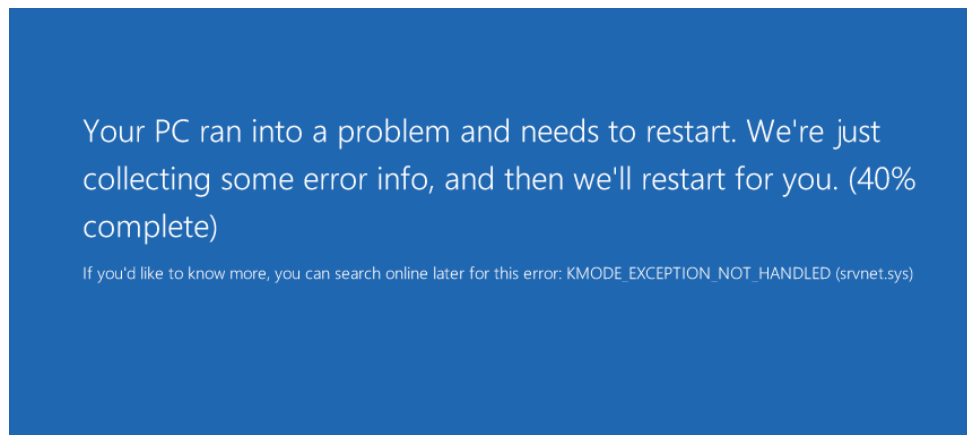 Your PC ran into a problem and needs to restart. We're just
collecting some error info, and then we'll restart for you. (40%
complete)
If you'd like to know more, you can search online later for this error: KMODE_EXCEPTION_NOT_HANDLED (srvnet.sys)